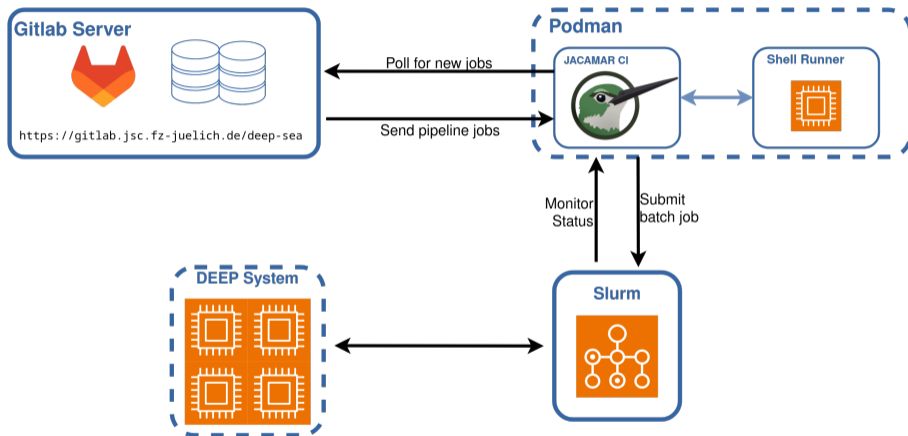 Gitlab Server
https://gitlab.jsc.fz-juelich.de/deep-sea
Poll for new jobs
Send pipeline jobs
Podman
JACAMAR CI
Shell Runner
Monitor
Status
Submit
batch job
DEEP System
Slurm